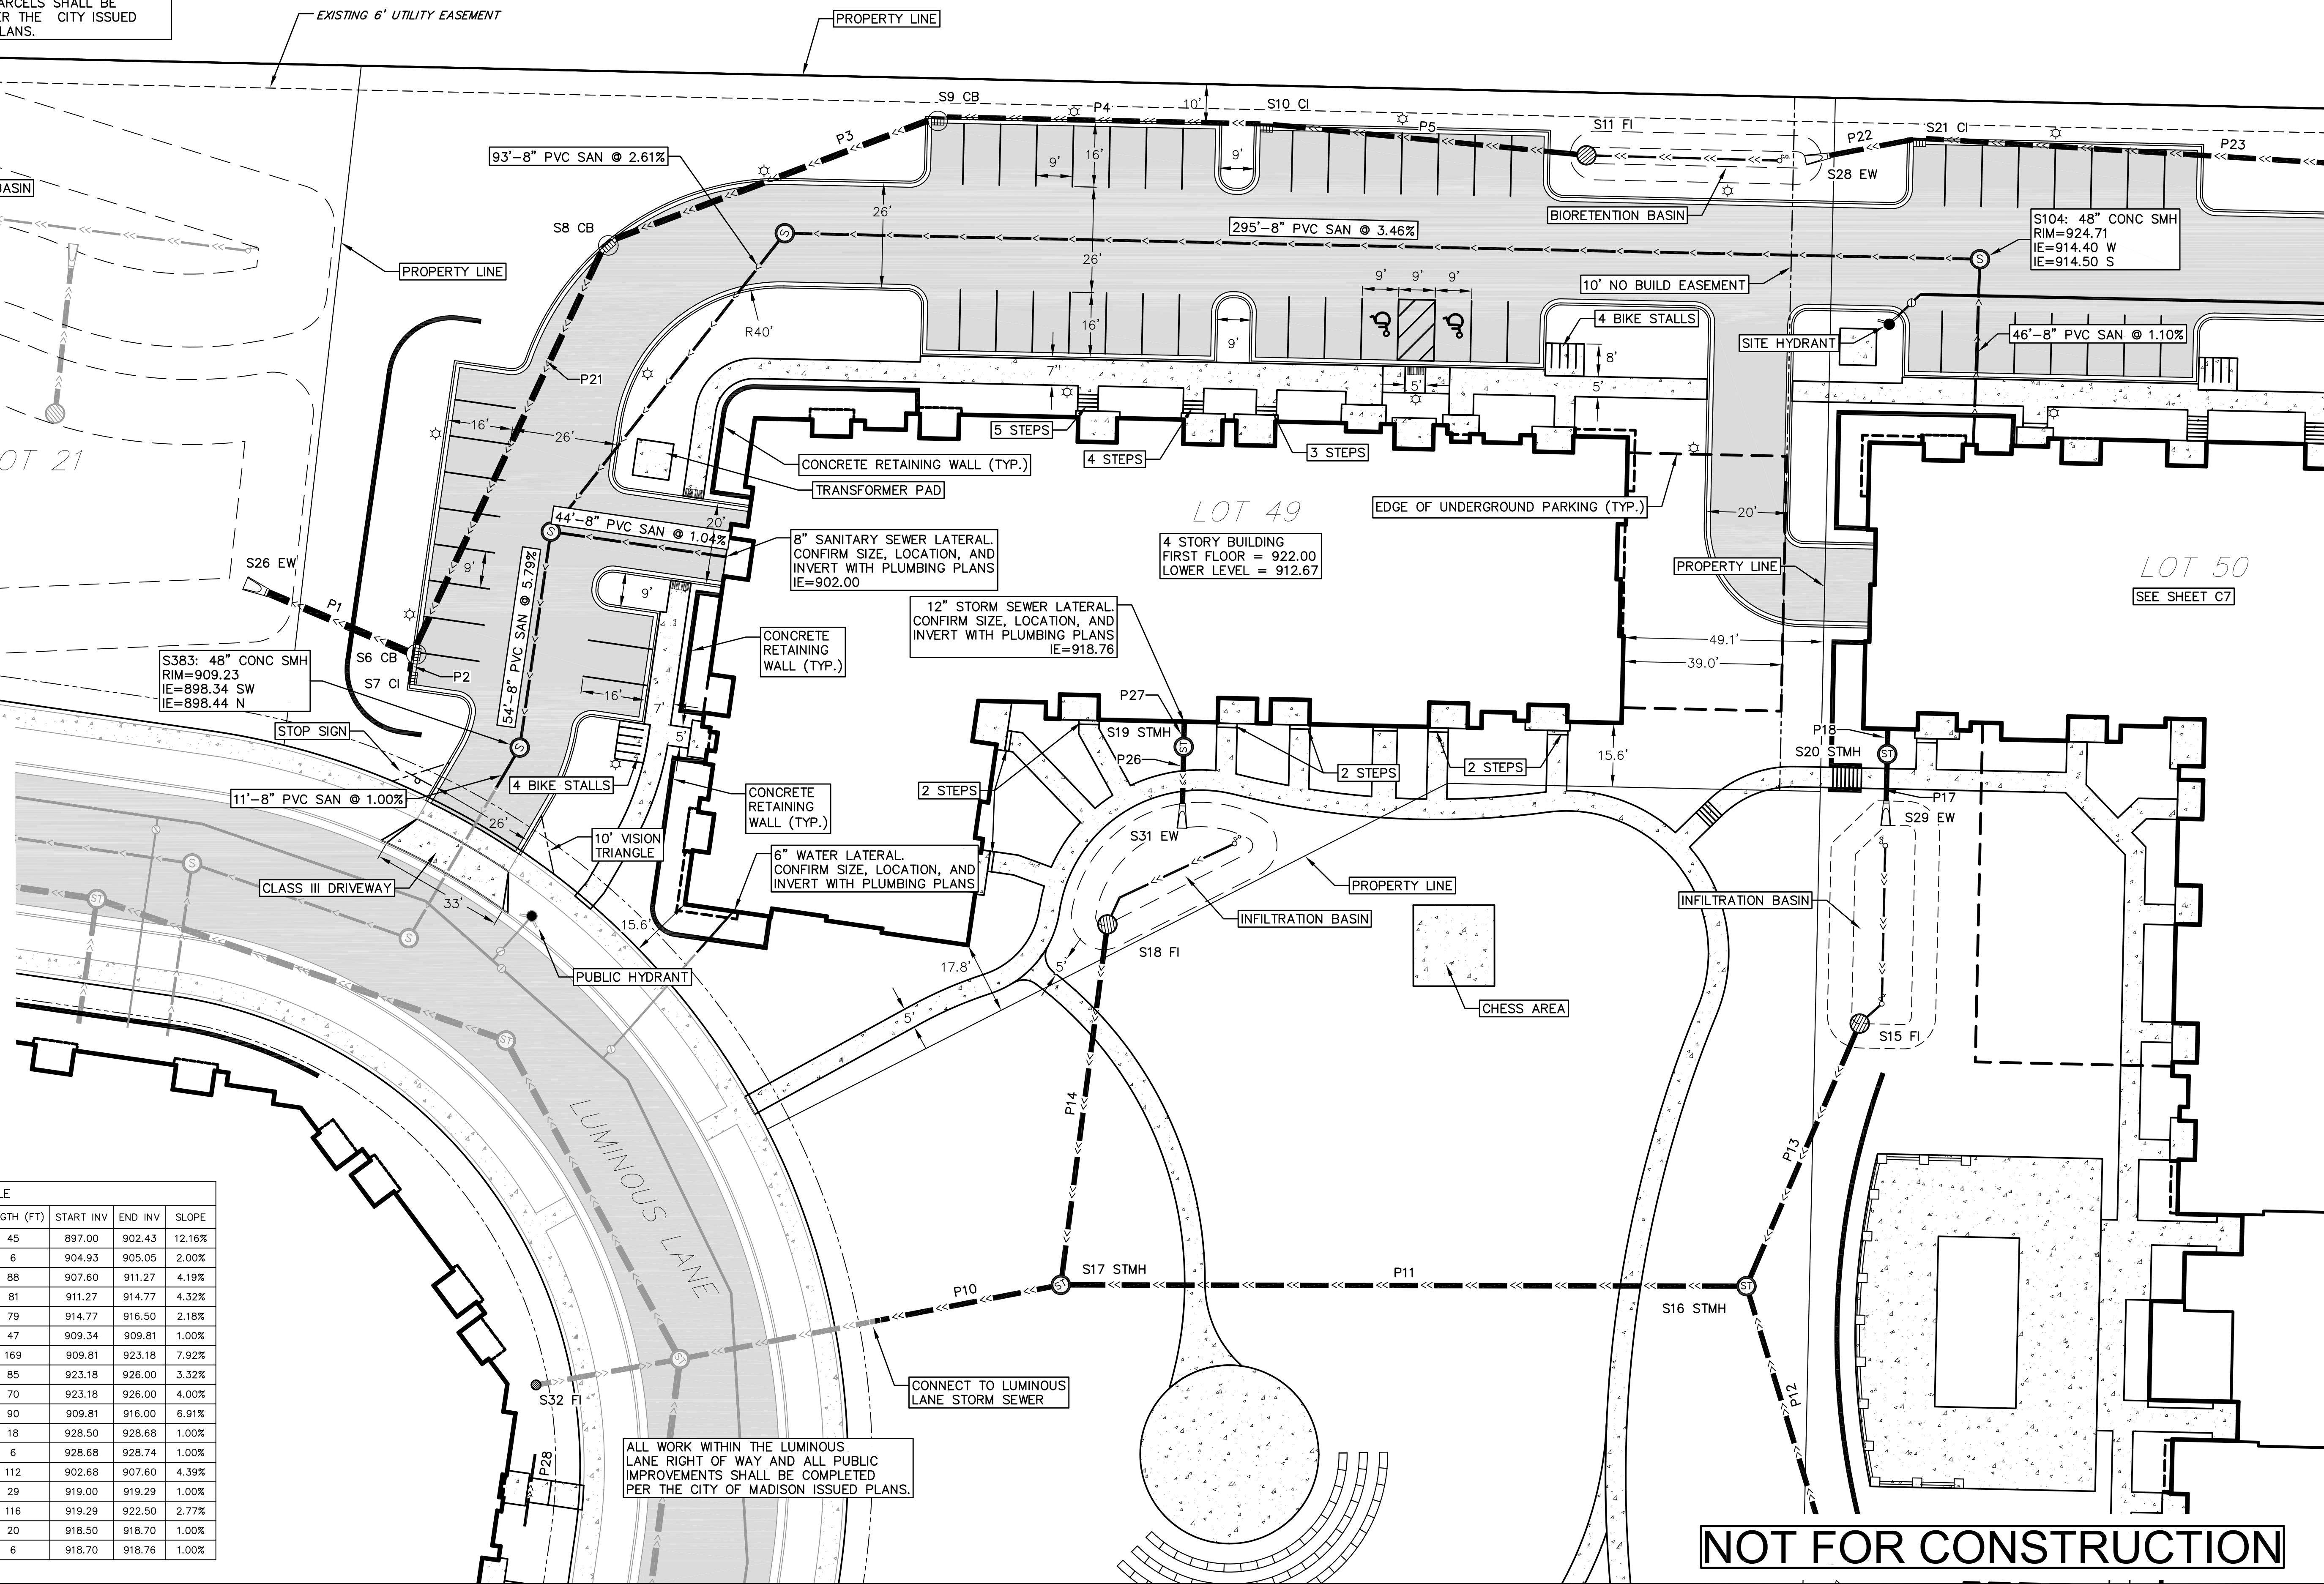 ARCELS SHALL BE
ER THE CITY ISSUED
LANS.
EXISTING 6' UTILITY EASEMENT
PROPERTY LINE
S9 CB
P4
10'
S10 CI
P5
S11 FI
P22
S21 CI
P23
P3
93'-8" PVC SAN @ 2.61%
9'
16'
9'
S28 EW
BASIN
S8 CB
26'
BIORETENTION BASIN
295'-8" PVC SAN @ 3.46%
S
S104: 48" CONC SMH
RIM=924.71
IE=914.40 W
IE=914.50 S
PROPERTY LINE
26'
9'
9'
9'
10' NO BUILD EASEMENT
S
R40'
16'
9'
4 BIKE STALLS
SITE HYDRANT
46'-8" PVC SAN @ 1.10%
P21
7'
5'
8'
5'
16'
26'
5 STEPS
4 STEPS
3 STEPS
OT 21
CONCRETE RETAINING WALL (TYP.)
TRANSFORMER PAD
LOT 49
EDGE OF UNDERGROUND PARKING (TYP.)
20'
20'
44'-8" PVC SAN @ 1.04%
S
8" SANITARY SEWER LATERAL.
CONFIRM SIZE, LOCATION, AND
INVERT WITH PLUMBING PLANS
IE=902.00
4 STORY BUILDING
FIRST FLOOR = 922.00
LOWER LEVEL = 912.67
PROPERTY LINE
LOT 50
SEE SHEET C7
S26 EW
9'
54'-8" PVC SAN @ 5.79%
9'
P1
12" STORM SEWER LATERAL.
CONFIRM SIZE, LOCATION, AND
INVERT WITH PLUMBING PLANS
IE=918.76
CONCRETE
RETAINING
WALL (TYP.)
49.1'
39.0'
S6 CB
P2
S7 CI
S383: 48" CONC SMH
RIM=909.23
IE=898.34 SW
IE=898.44 N
16'
7'
P27
STOP SIGN
5'
S19 STMH
ST
P26
15.6'
P18
S20 STMH
ST
S
2 STEPS
2 STEPS
2 STEPS
11'-8" PVC SAN @ 1.00%
4 BIKE STALLS
CONCRETE
RETAINING
WALL (TYP.)
P17
S29 EW
26'
10' VISION
TRIANGLE
S31 EW
6" WATER LATERAL.
CONFIRM SIZE, LOCATION, AND
INVERT WITH PLUMBING PLANS
PROPERTY LINE
CLASS III DRIVEWAY
S
ST
33'
S
INFILTRATION BASIN
INFILTRATION BASIN
15.6'
S18 FI
17.8'
5'
PUBLIC HYDRANT
5'
CHESS AREA
S15 FI
ST
LUMINOUS LANE
P14
P13
LE
GTH (FT) START INV END INV SLOPE
45 897.00 902.43 12.16%
6 904.93 905.05 2.00%
88 907.60 911.27 4.19%
81 911.27 914.77 4.32%
79 914.77 916.50 2.18%
47 909.34 909.81 1.00%
169 909.81 923.18 7.92%
85 923.18 926.00 3.32%
70 923.18 926.00 4.00%
90 909.81 916.00 6.91%
18 928.50 928.68 1.00%
6 928.68 928.74 1.00%
112 902.68 907.60 4.39%
29 919.00 919.29 1.00%
116 919.29 922.50 2.77%
20 918.50 918.70 1.00%
6 918.70 918.76 1.00%
S17 STMH
ST
P10
P11
ST
S16 STMH
ST
P12
S32 FI
CONNECT TO LUMINOUS
LANE STORM SEWER
P28
ALL WORK WITHIN THE LUMINOUS
LANE RIGHT OF WAY AND ALL PUBLIC
IMPROVEMENTS SHALL BE COMPLETED
PER THE CITY OF MADISON ISSUED PLANS.
NOT FOR CONSTRUCTION